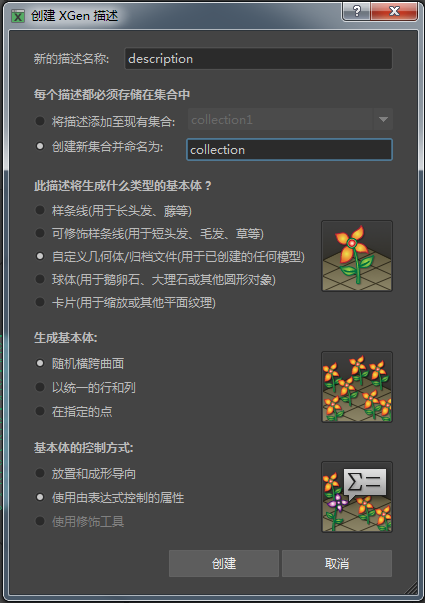 创建 XGen 描述
新的描述名称: description
每个描述都必须存储在集合中
将描述添加至现有集合: collection1
创建新集合并命名为: collection
此描述将生成什么类型的基本体？
样条线(用于长头发、藤等)
可修饰样条线(用于短头发、毛发、草等)
自定义几何体/归档文件(用于已创建的任何模型)
球体(用于鹅卵石、大理石或其他圆形对象)
卡片(用于缩放或其他平面纹理)
生成基本体:
随机横跨曲面
以统一的行和列
在指定的点
基本体的控制方式:
放置和成形导向
使用由表达式控制的属性
使用修饰工具
Σ=
创建 取消